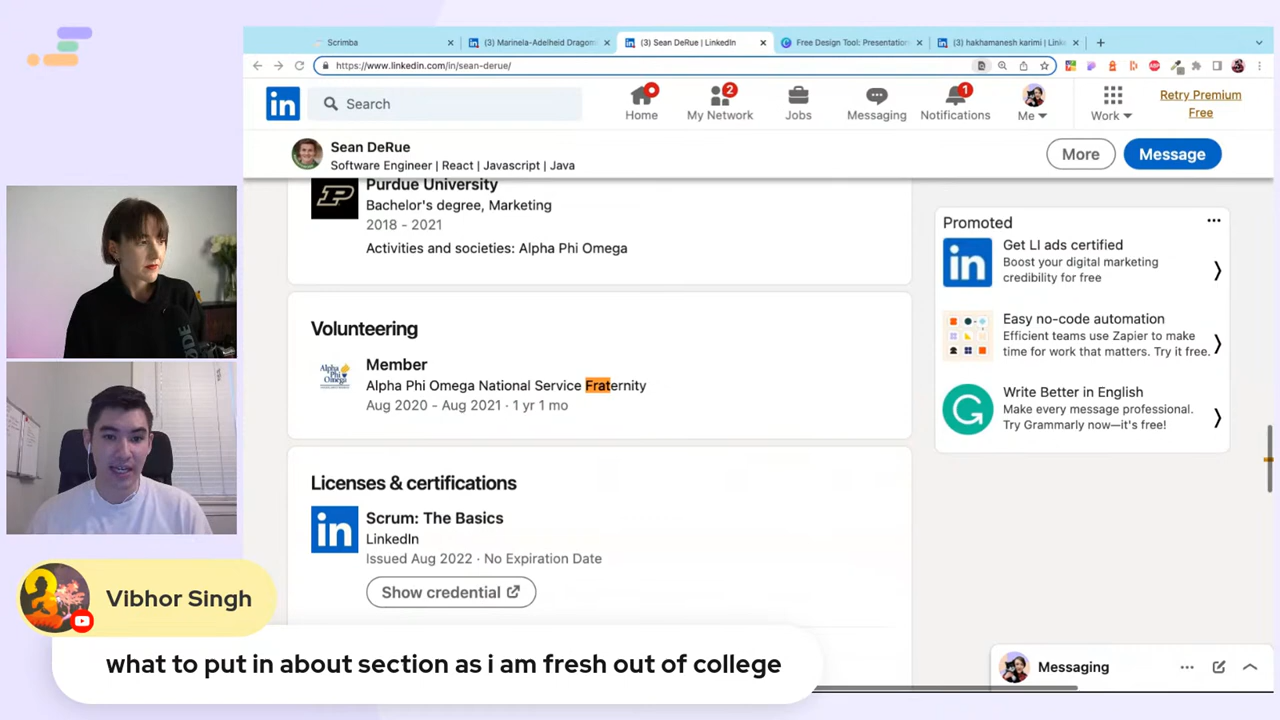 Scrimba
(3) Marinela-Adelheid Dragom
(3) Sean DeRue | LinkedIn
Free Design Tool: Presentation
(3) hakhamanesh karimi | Linke
https://www.linkedin.com/in/sean-derue/
in
Search
Home
My Network
2
Jobs
Messaging
Notifications
1
Me
Work
Retry Premium
Free
Sean DeRue
Software Engineer | React | Javascript | Java
More
Message
Purdue University
Bachelor's degree, Marketing
2018 - 2021
Activities and societies: Alpha Phi Omega
Volunteering
Alpha
Phi
Omega
Member
Alpha Phi Omega National Service Fraternity
Aug 2020 - Aug 2021 · 1 yr 1 mo
Licenses & certifications
in
Scrum: The Basics
LinkedIn
Issued Aug 2022 · No Expiration Date
Show credential
Promoted
in
Get LI ads certified
Boost your digital marketing
credibility for free
Easy no-code automation
Efficient teams use Zapier to make
time for work that matters. Try it free.
Write Better in English
Make every message professional.
Try Grammarly now—it's free!
Messaging
Vibhor Singh
what to put in about section as i am fresh out of college